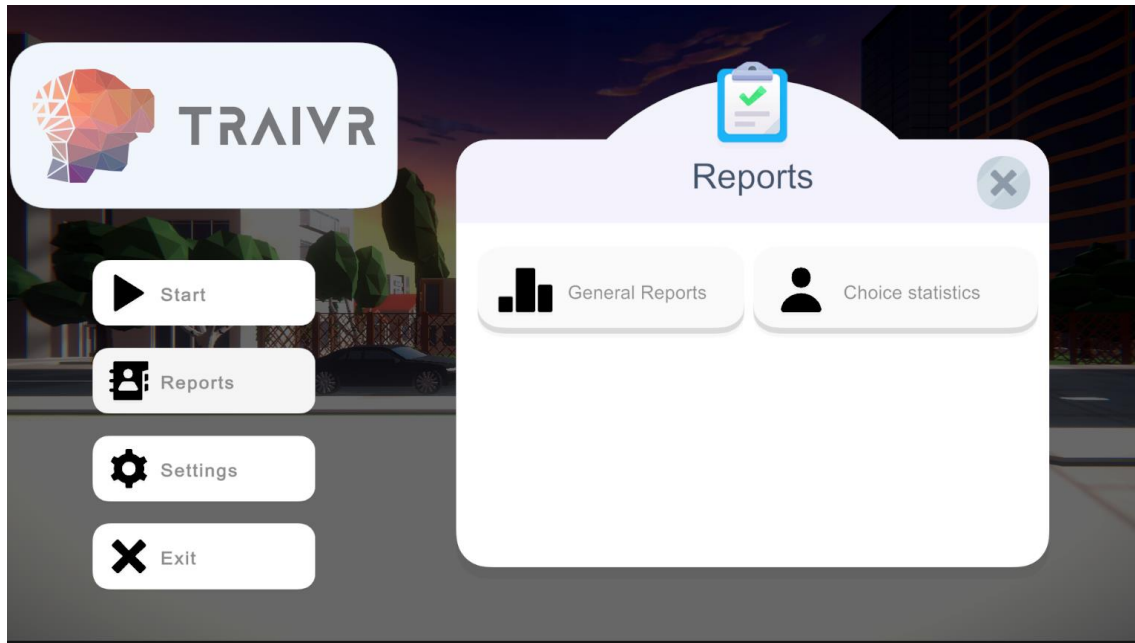 TRAIVR
Start
Reports
Settings
Exit
Reports
General Reports
Choice statistics